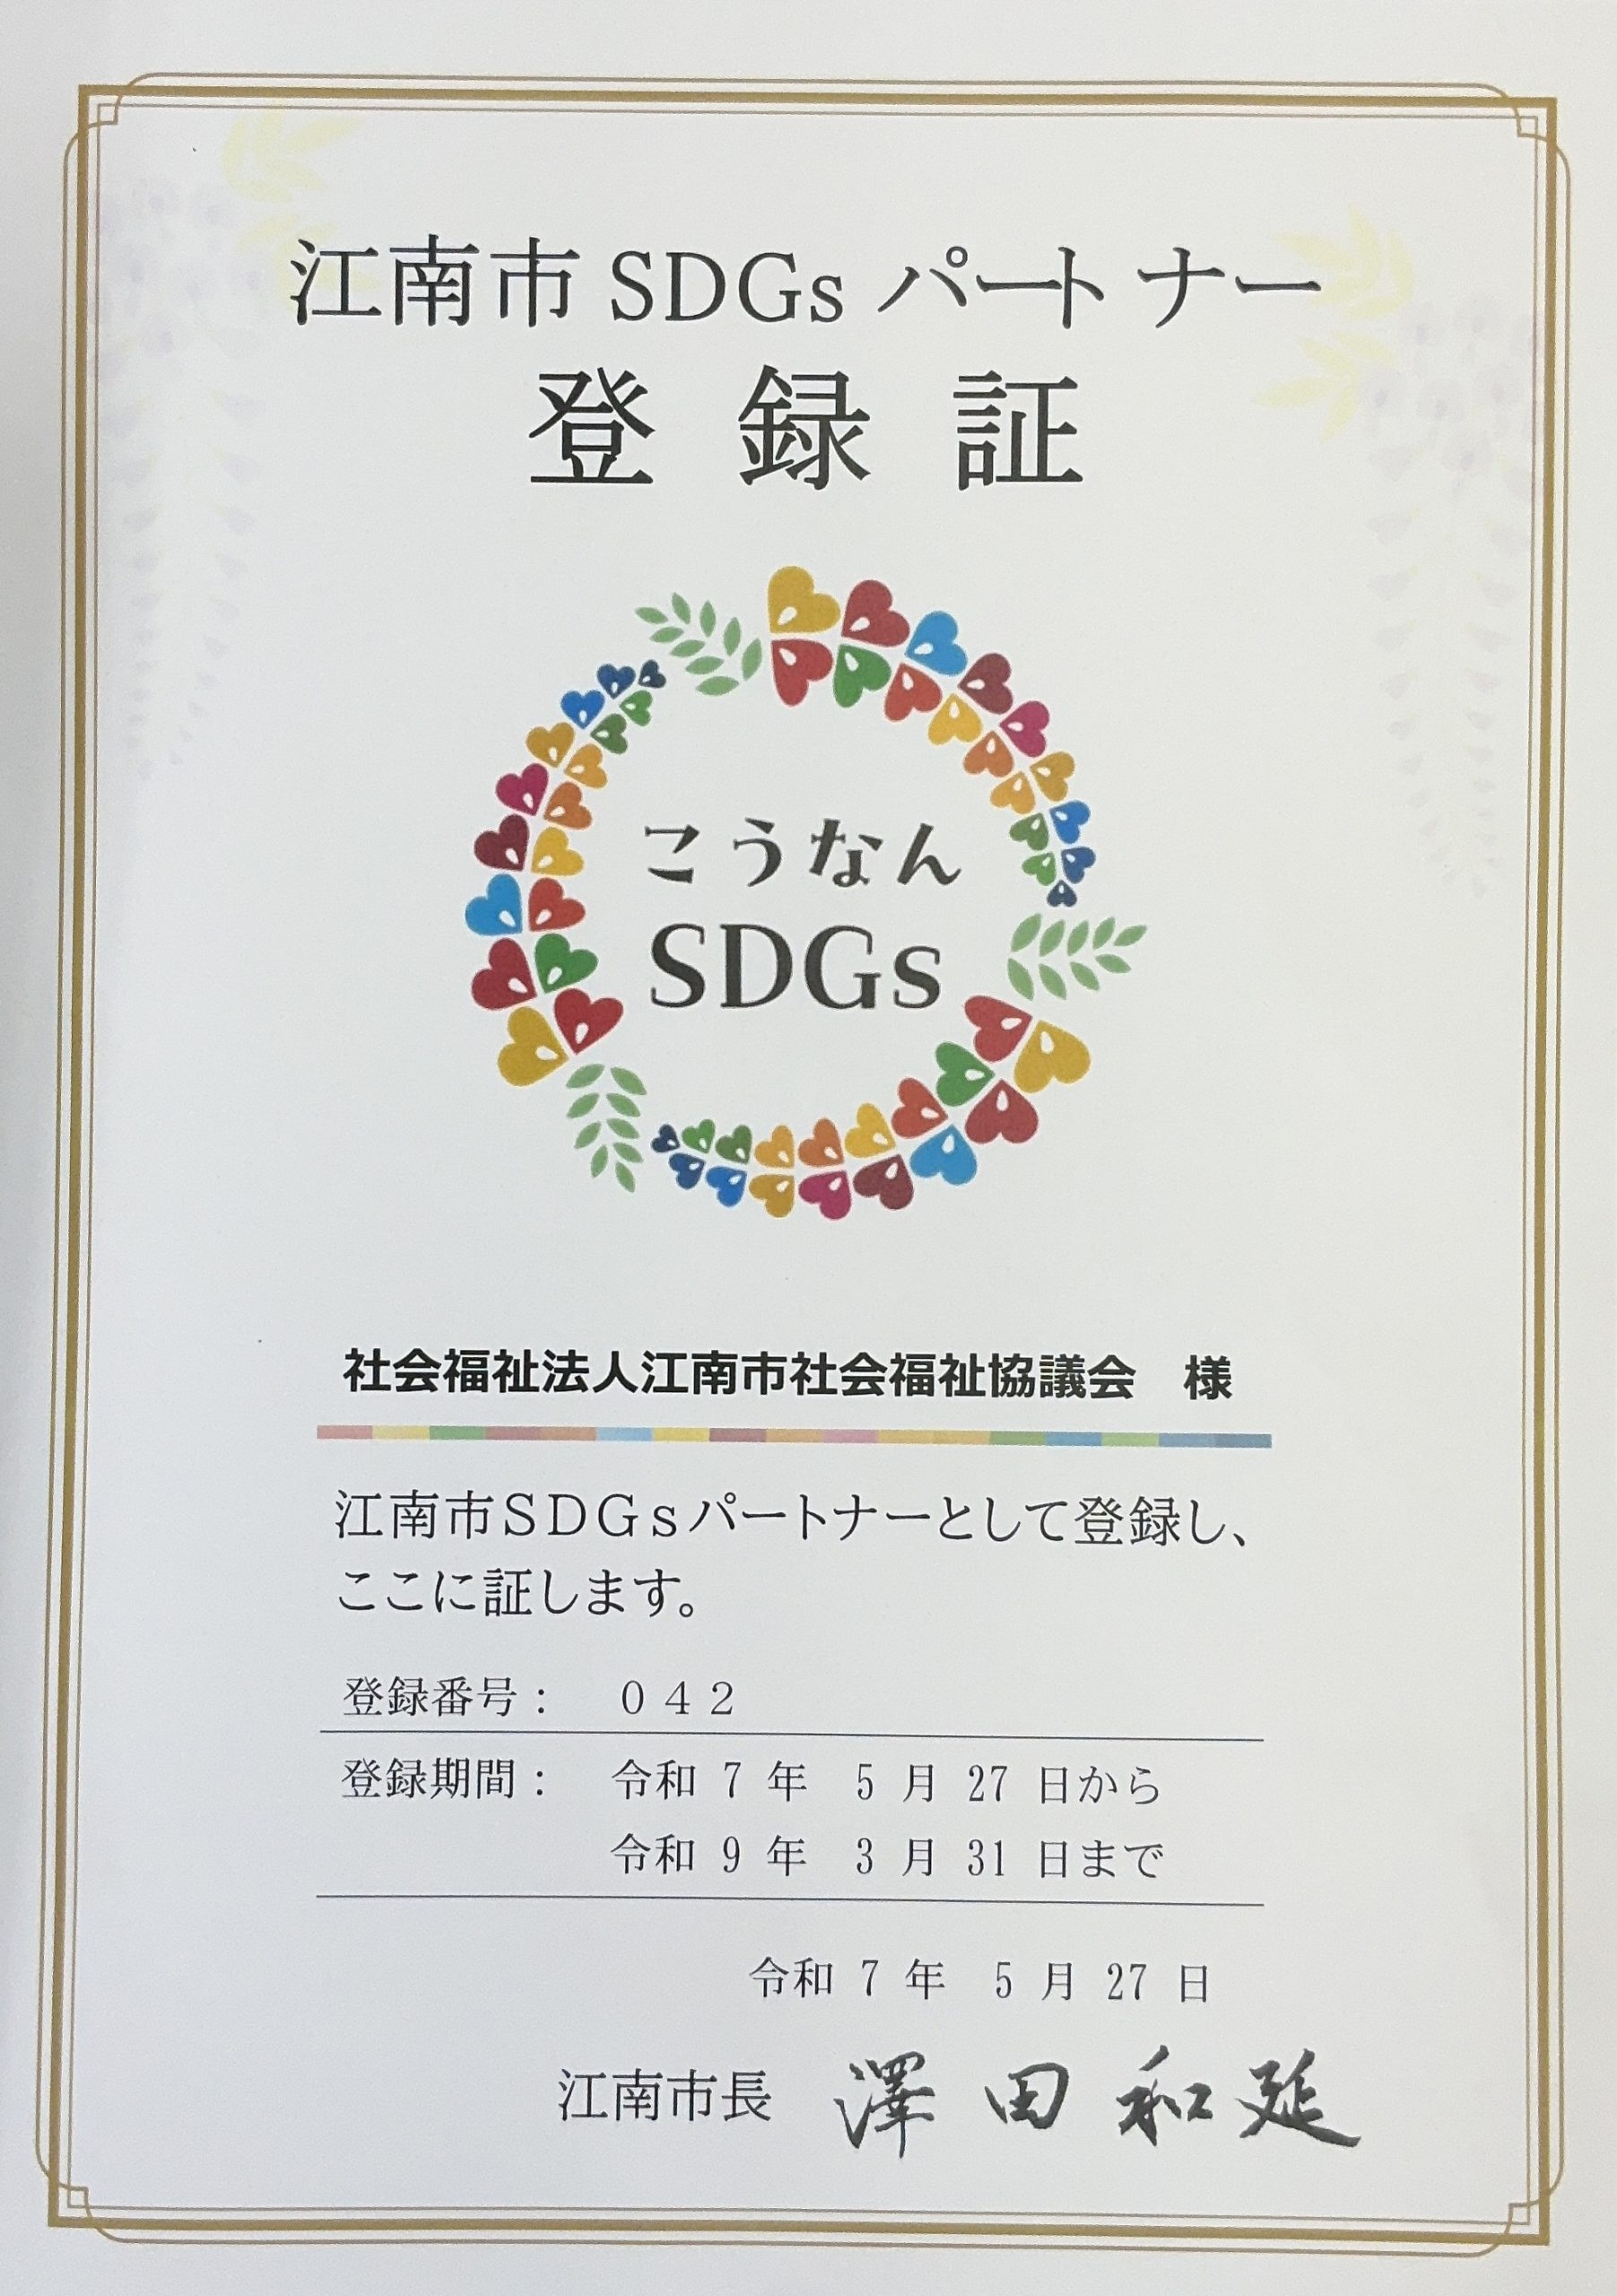 江南市 SDGs パートナー
登 録 証
こうなん
SDGs
社会福祉法人江南市社会福祉協議会　様
江南市ＳＤＧｓパートナーとして登録し、
ここに証します。
登録番号：　０４２
登録期間：　令和 7 年　5 月 27 日から
令和 9 年　3 月 31 日まで
令和 7 年　5 月 27 日
江南市長　澤 田 和 延